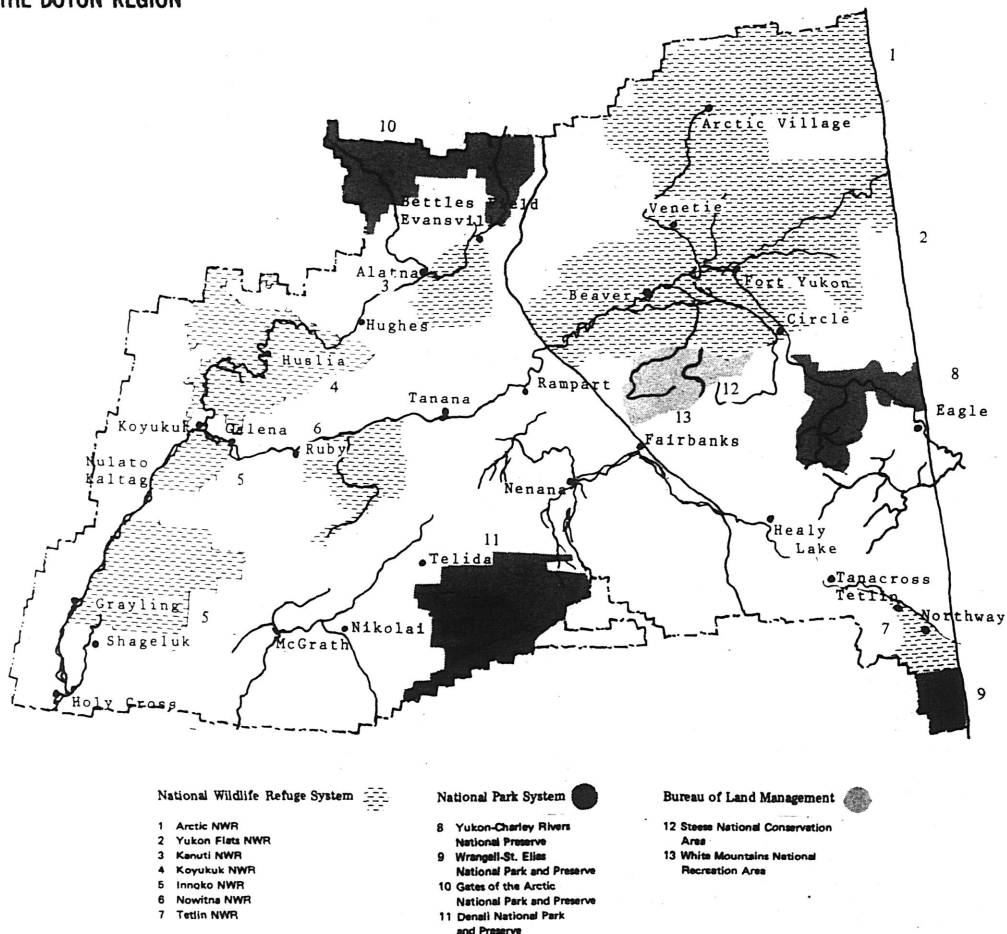 THE DOYON REGION
1
10
Arctic Village
Bettles Field
Evansvil
Venetie
2
Alatna
3
Fort Yukon
Beaver
Hughes
Circle
Huslia
4
12
8
Rampart
Tanana
13
Eagle
Koyukuk
Galena
6
Fairbanks
Ruby
Nulato
Kaltag
5
Nenana
Healy
Lake
11
Telida
Tanacross
Tetlin
Grayling
5
Northway
Nikolai
7
Shageluk
McGrath
Holy Cross
9
National Wildlife Refuge System
1 Arctic NWR
2 Yukon Flats NWR
3 Kanuti NWR
4 Koyukuk NWR
5 Innoko NWR
6 Nowitna NWR
7 Tetlin NWR
National Park System
8 Yukon-Charley Rivers
National Preserve
9 Wrangell-St. Elias
National Park and Preserve
10 Gates of the Arctic
National Park and Preserve
11 Denali National Park
and Preserve
Bureau of Land Management
12 Steese National Conservation
Area
13 White Mountains National
Recreation Area